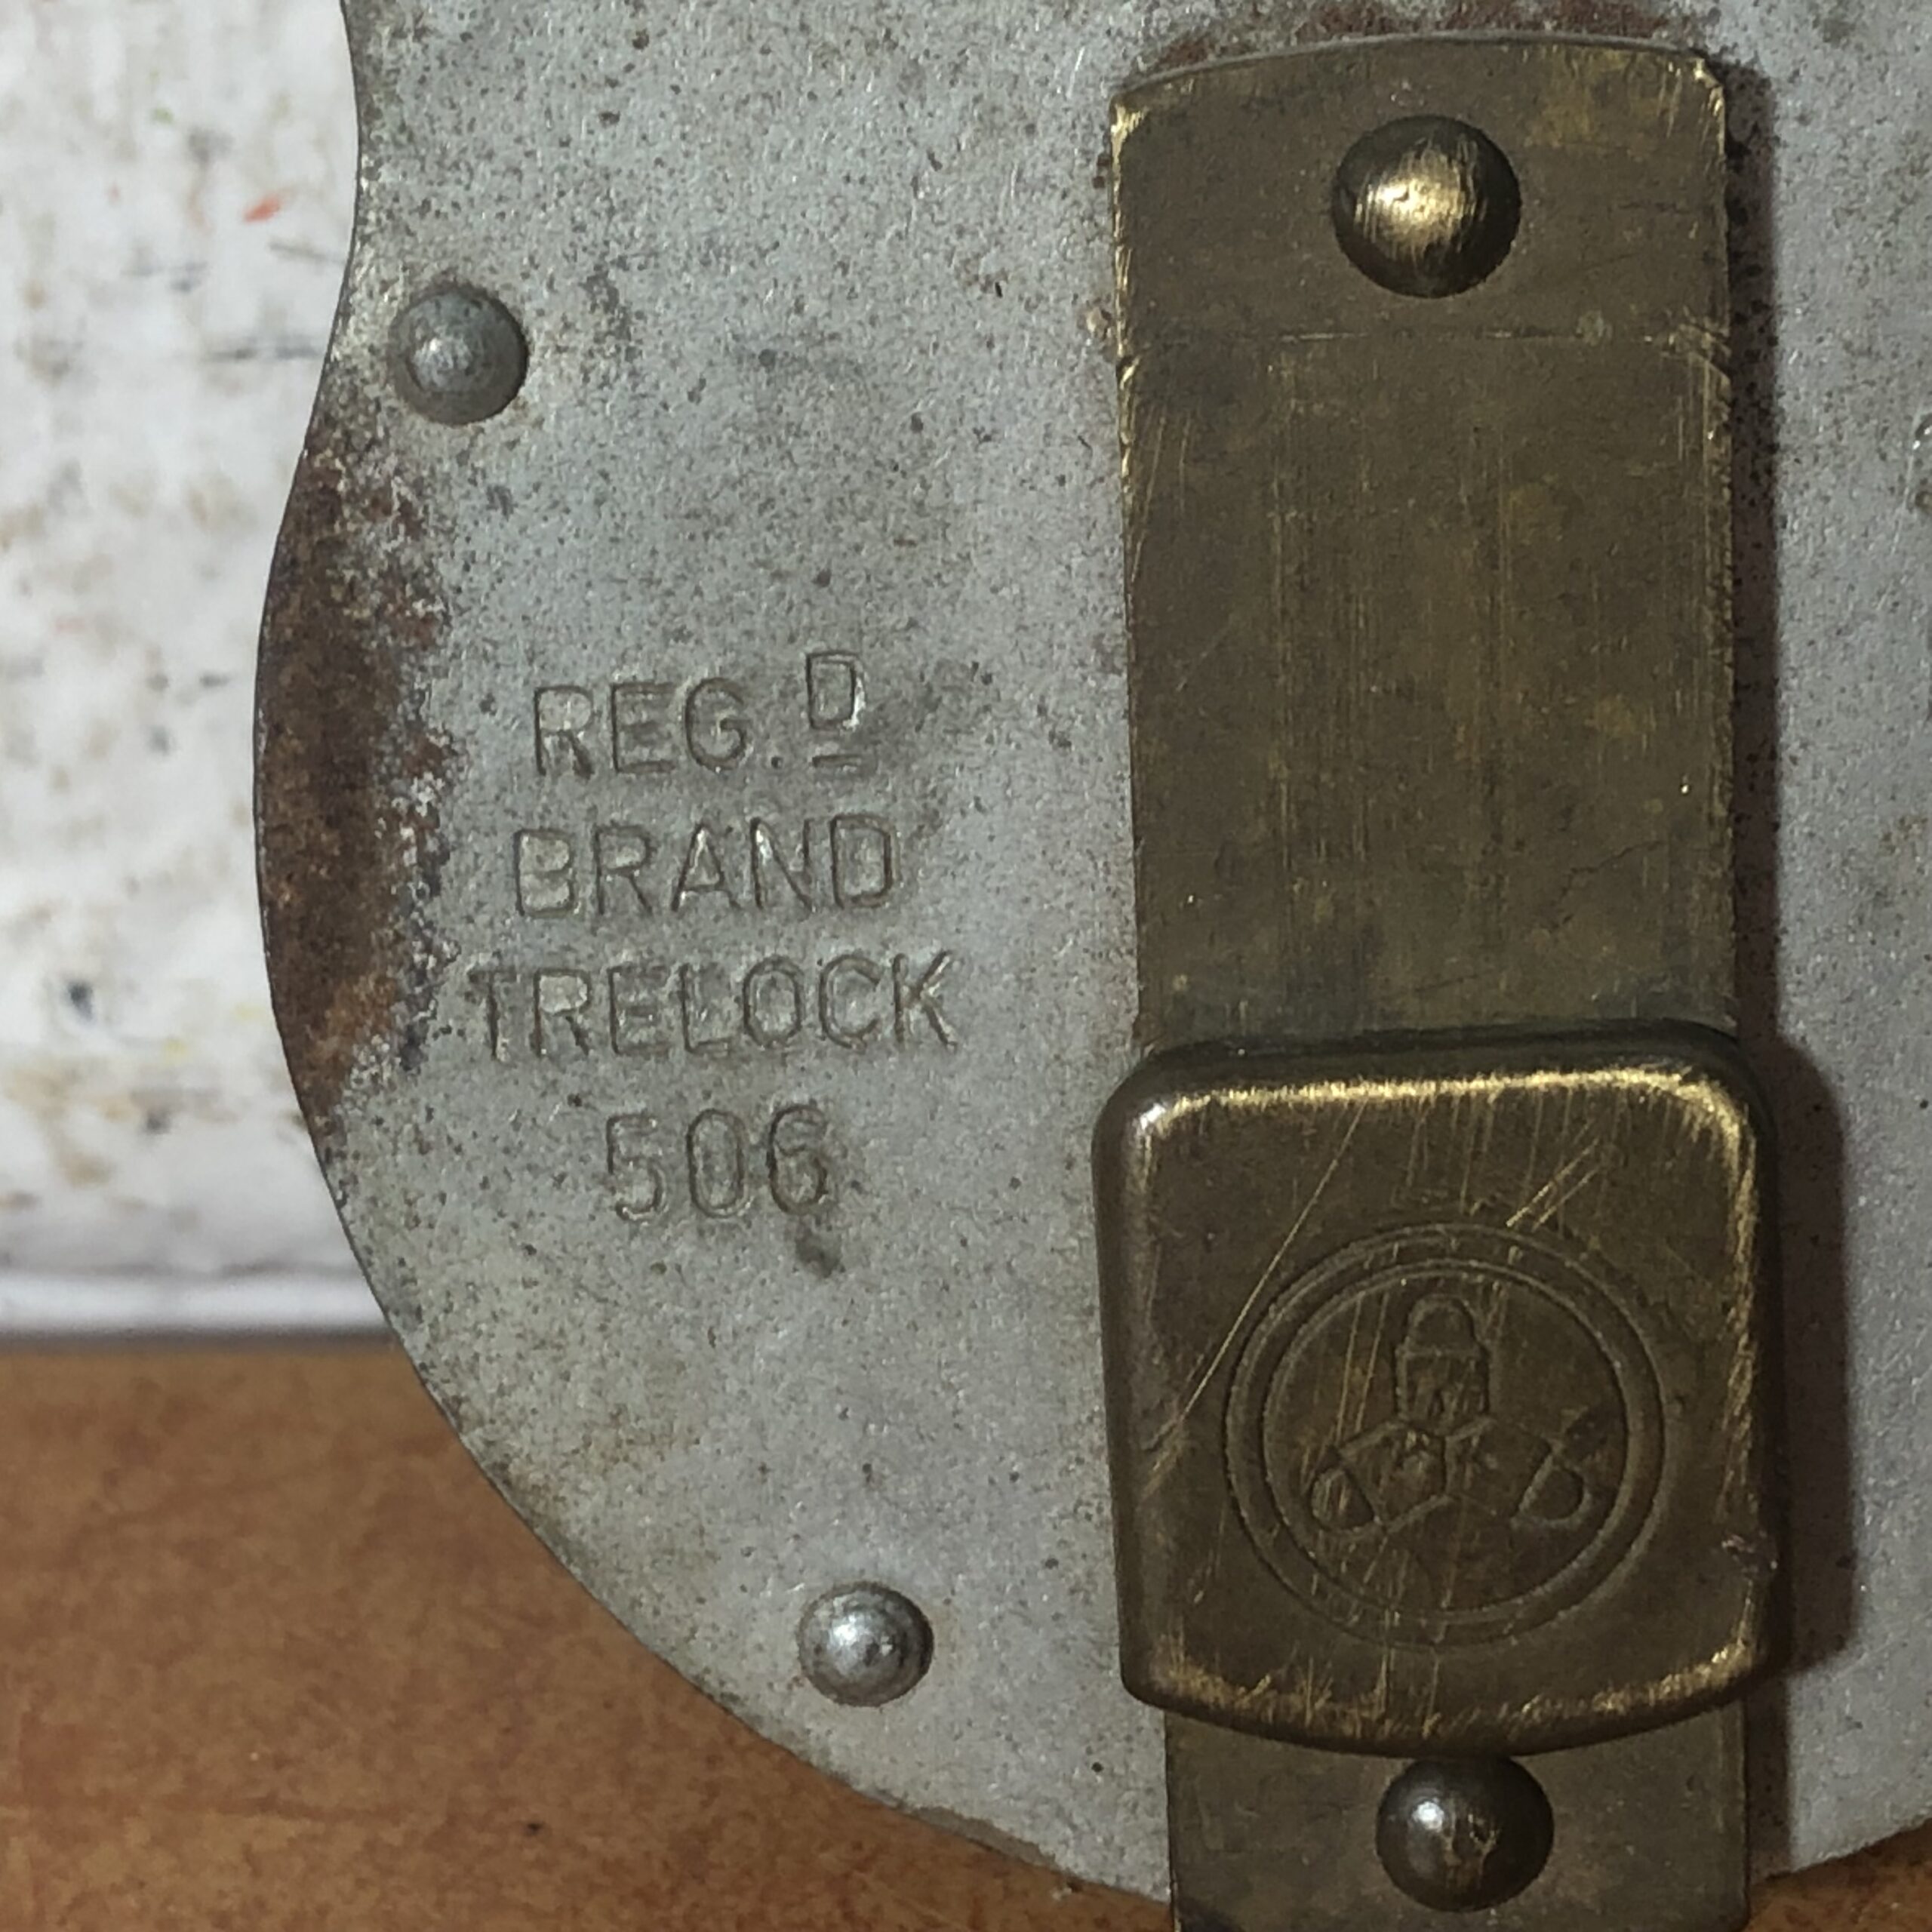 REG.D
BRAND
TRELOCK
506